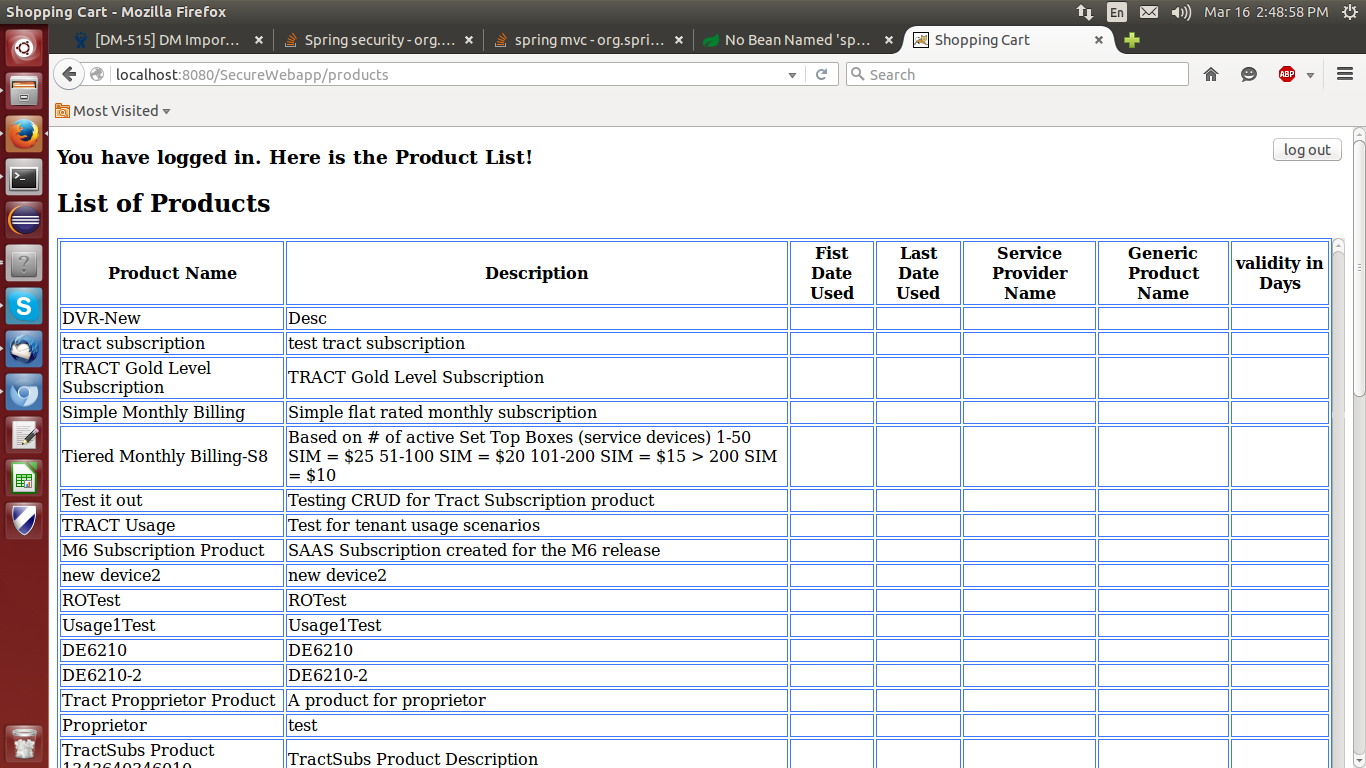 Shopping Cart - Mozilla Firefox
En
Mar 16 2:48:58 PM
[DM-515] DM Impor...
Spring security - org....
spring mvc - org.spri...
No Bean Named 'sp...
Shopping Cart
localhost:8080/SecureWebapp/products
Search
ABP
Most Visited
You have logged in. Here is the Product List!
log out
List of Products
Product Name
Description
Fist
Date
Used
Last
Date
Used
Service
Provider
Name
Generic
Product
Name
validity in
Days
DVR-New
Desc
tract subscription
test tract subscription
TRACT Gold Level
Subscription
TRACT Gold Level Subscription
Simple Monthly Billing
Simple flat rated monthly subscription
Tiered Monthly Billing-S8
Based on # of active Set Top Boxes (service devices) 1-50
SIM = $25 51-100 SIM = $20 101-200 SIM = $15 > 200 SIM
= $10
Test it out
Testing CRUD for Tract Subscription product
TRACT Usage
Test for tenant usage scenarios
M6 Subscription Product
SAAS Subscription created for the M6 release
new device2
new device2
ROTest
ROTest
Usage1Test
Usage1Test
DE6210
DE6210
DE6210-2
DE6210-2
Tract Propprietor Product
A product for proprietor
Proprietor
test
TractSubs Product
TractSubs Product Description